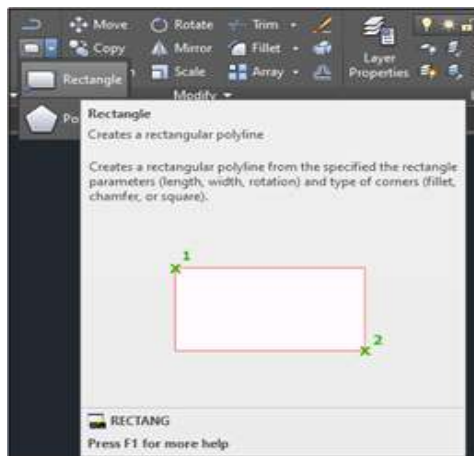 Move Rotate Trim
Copy Mirror Fillet
Layer
Rectangle Scale Array Properties
Modify
Po
Rectangle
Creates a rectangular polyline
Creates a rectangular polyline from the specified the rectangle
parameters (length, width, rotation) and type of corners (fillet,
chamfer, or square).
1
2
RECTANG
Press F1 for more help